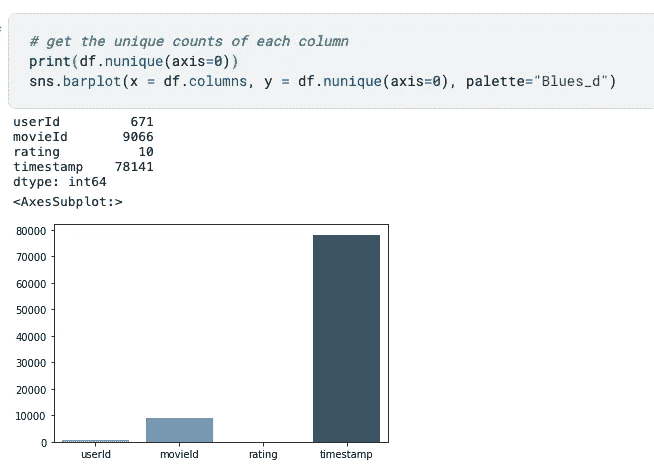 # get the unique counts of each column
print(df.nunique(axis=0))
sns.barplot(x = df.columns, y = df.nunique(axis=0), palette="Blues_d")
userId 671
movieId 9066
rating 10
timestamp 78141
dtype: int64
<AxesSubplot:>
80000
70000
60000
50000
40000
30000
20000
10000
0
userId movieId rating timestamp